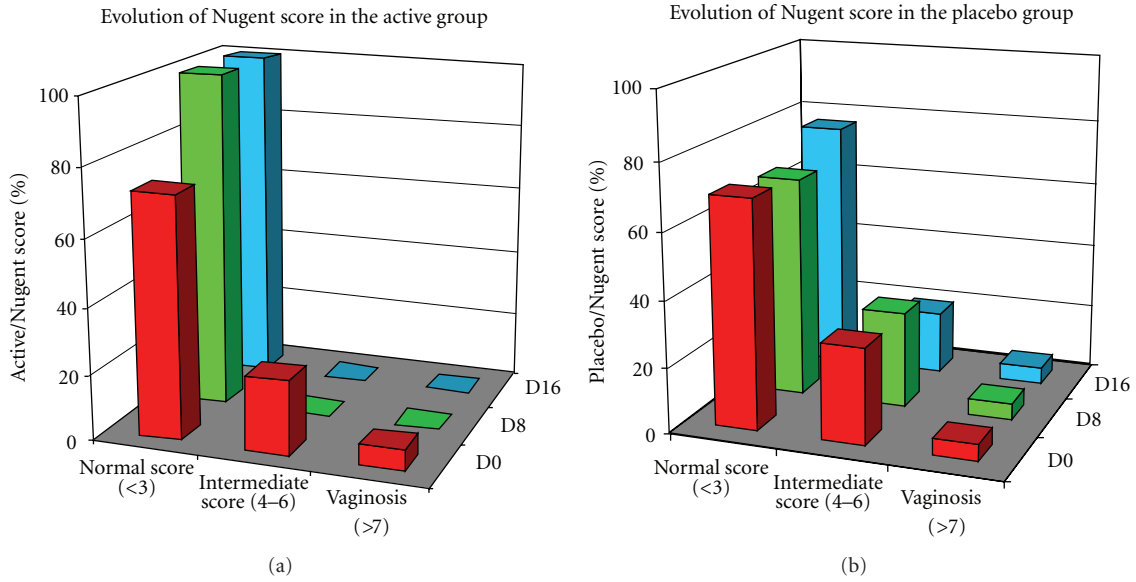 Evolution of Nugent score in the active group
Active/Nugent score (%)
100
80
60
40
20
0
Normal score
(<3)
Intermediate
score (4–6)
Vaginosis
(>7)
D0
D8
D16
(a)
Evolution of Nugent score in the placebo group
Placebo/Nugent score (%)
100
80
60
40
20
0
Normal score
(<3)
Intermediate
score (4–6)
Vaginosis
(>7)
D0
D8
D16
(b)